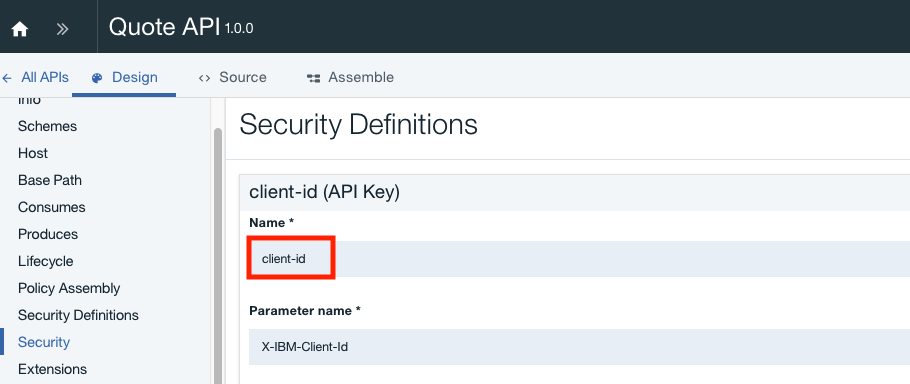 Quote API 1.0.0
All APIs
Design
Source
Assemble
Info
Schemes
Host
Base Path
Consumes
Produces
Lifecycle
Policy Assembly
Security Definitions
Security
Extensions
Security Definitions
client-id (API Key)
Name *
client-id
Parameter name *
X-IBM-Client-Id